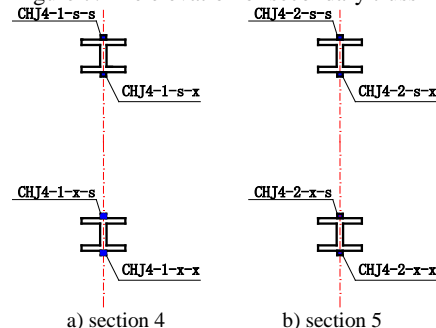 CHJ4-1-s-s CHJ4-2-s-s
CHJ4-1-s-x CHJ4-2-s-x
CHJ4-1-x-s CHJ4-2-x-s
CHJ4-1-x-x CHJ4-2-x-x
a) section 4 b) section 5